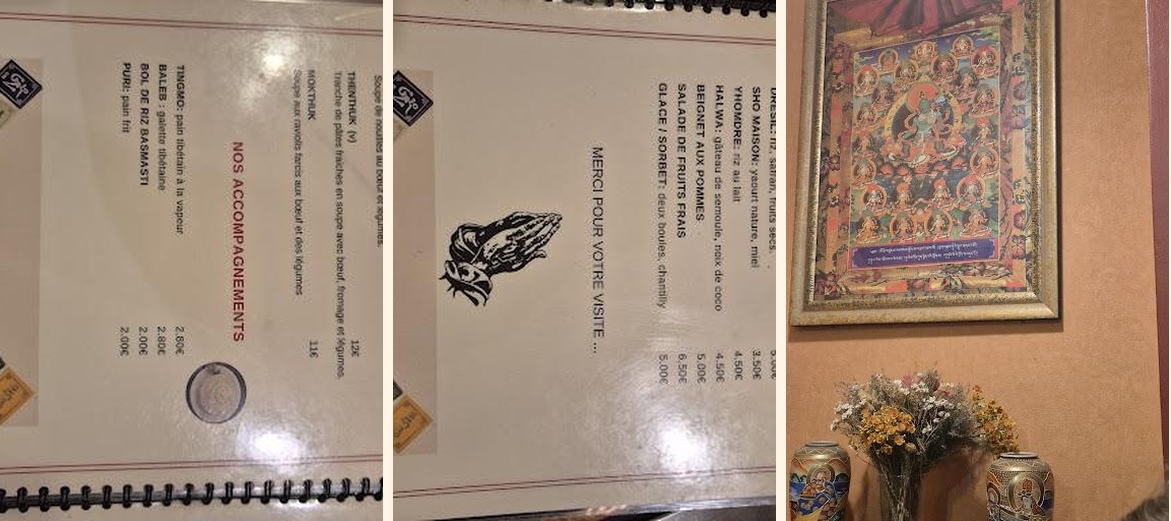 Soupe de nouilles au bœuf et légumes.
THENTHUK (v) 12€
Tranche de pâtes fraiches en soupe avec bœuf, fromage et légumes.
MOKTHUK 11€
Soupe aux raviolis farcis aux bœuf et des légumes
NOS ACCOMPAGNEMENTS
TINGMO: pain tibétain à la vapeur 2.80€
BALEB : galette tibétaine 2.80€
BOL DE RIZ BASMASTI 2.00€
PURI: pain frit 2.00€
DRESIL: riz, safran, fruits secs. 5.00€
SHO MAISON: yaourt nature, miel 3.50€
YHOMDRE: riz au lait 4.50€
HALWA: gâteau de semoule, noix de coco 4.50€
BEIGNET AUX POMMES 5.00€
SALADE DE FRUITS FRAIS 6.50€
GLACE / SORBET: deux boules, chantilly 5.00€
MERCI POUR VOTRE VISITE ...